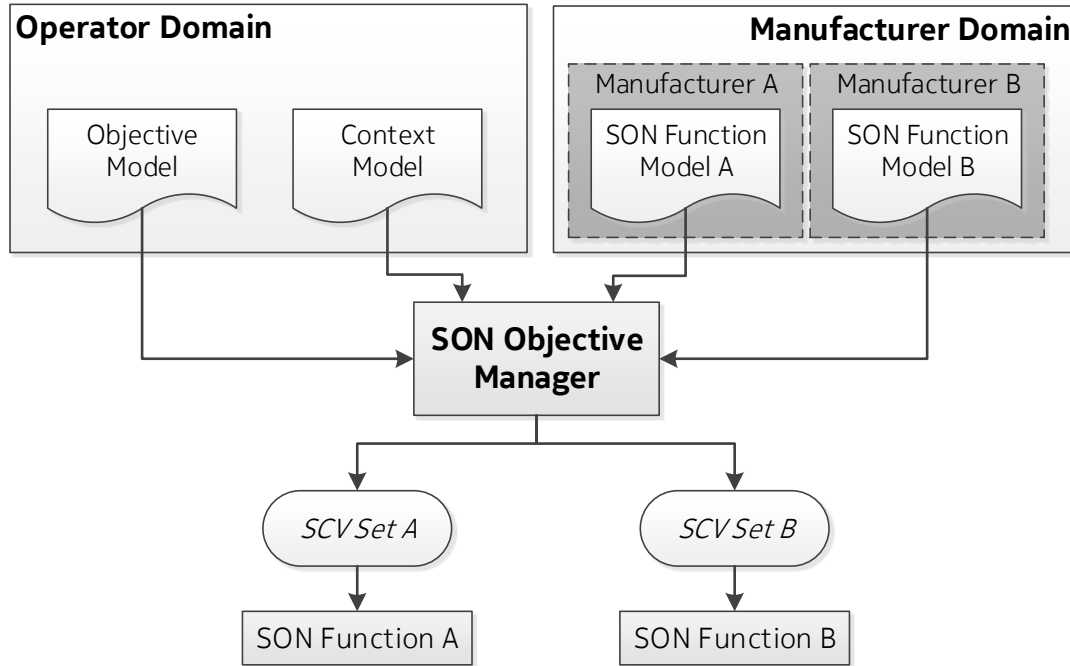 Operator Domain
Manufacturer Domain
Objective
Model
Context
Model
Manufacturer A
SON Function
Model A
Manufacturer B
SON Function
Model B
SON Objective
Manager
SCV Set A
SCV Set B
SON Function A
SON Function B